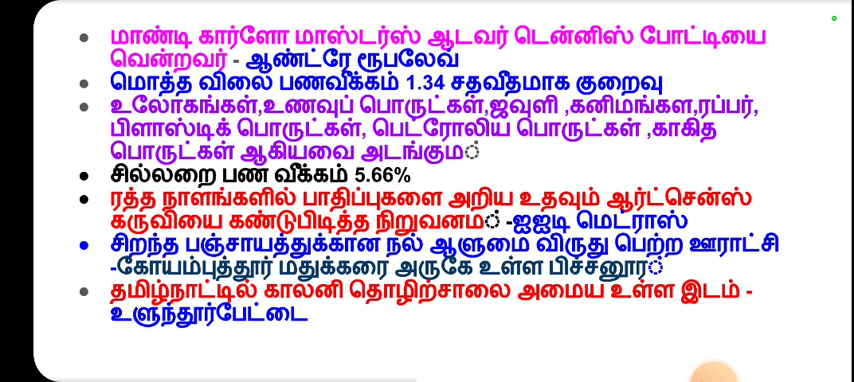 மாண்டி கார்ளோ மாஸ்டர்ஸ் ஆடவர் டென்னிஸ் போட்டியை
வென்றவர் - ஆண்ட்ரே ரூபலேவ்
மொத்த விலை பணவீக்கம் 1.34 சதவீதமாக குறைவு
உலோகங்கள்,உணவுப் பொருட்கள்,ஜவுளி ,கனிமங்கள,ரப்பர்,
பிளாஸ்டிக் பொருட்கள், பெட்ரோலிய பொருட்கள் ,காகித
பொருட்கள் ஆகியவை அடங்கும்
சில்லறை பண வீக்கம் 5.66%
ரத்த நாளங்களில் பாதிப்புகளை அறிய உதவும் ஆர்ட்சென்ஸ்
கருவியை கண்டுபிடித்த நிறுவனம் -ஐஐடி மெட்ராஸ்
சிறந்த பஞ்சாயத்துக்கான நல் ஆளுமை விருது பெற்ற ஊராட்சி
-கோயம்புத்தூர் மதுக்கரை அருகே உள்ள பிச்சனூர்
தமிழ்நாட்டில் காலனி தொழிற்சாலை அமைய உள்ள இடம் -
உளுந்தூர்பேட்டை